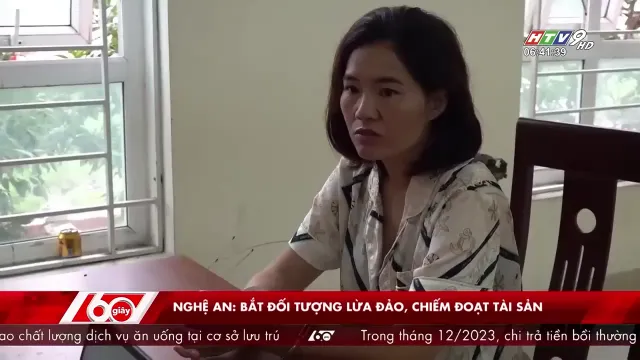 HTV9 HD
06:41:39
60 giây
NGHỆ AN: BẮT ĐỐI TƯỢNG LỪA ĐẢO, CHIẾM ĐOẠT TÀI SẢN
ao chất lượng dịch vụ ăn uống tại cơ sở lưu trú 60 giây Trong tháng 12/2023, chi trả tiền bồi thường